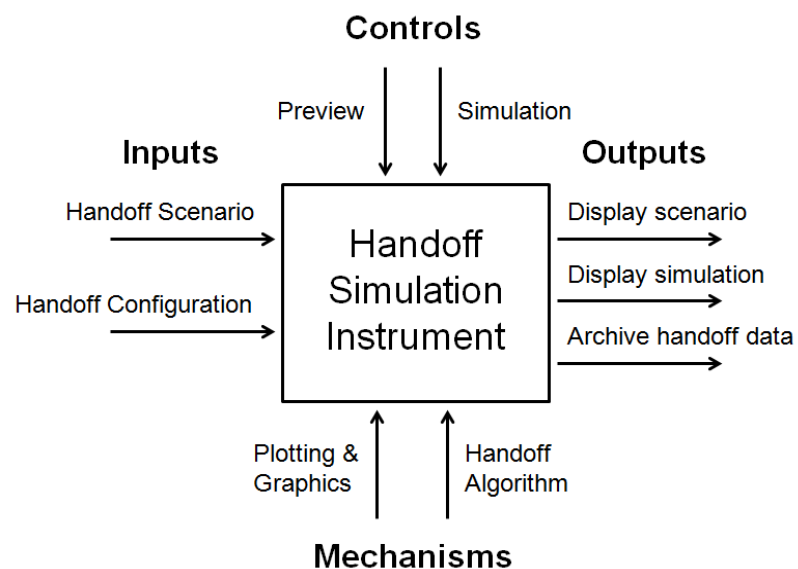 Controls
Preview
Simulation
Inputs
Outputs
Handoff Scenario
Handoff Configuration
Handoff
Simulation
Instrument
Display scenario
Display simulation
Archive handoff data
Plotting &
Graphics
Handoff
Algorithm
Mechanisms